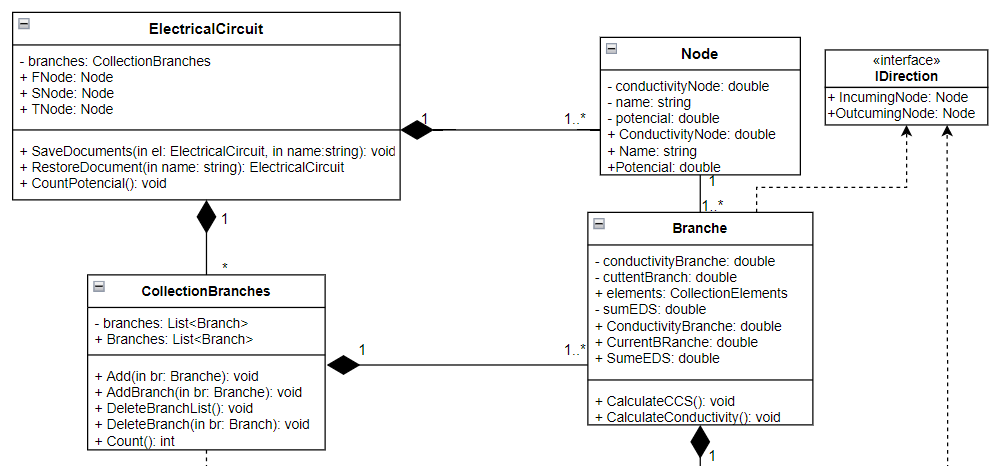 ElectricalCircuit
- branches: CollectionBranches
+ FNode: Node
+ SNode: Node
+ TNode: Node
+ SaveDocuments(in el: ElectricalCircuit, in name:string): void
+ RestoreDocument(in name: string): ElectricalCircuit
+ CountPotencial(): void
1
1..*
Node
- conductivityNode: double
- name: string
- potencial: double
+ ConductivityNode: double
+ Name: string
+Potencial: double
«interface»
IDirection
+ IncumingNode: Node
+OutcumingNode: Node
1
1..*
1
*
CollectionBranches
- branches: List<Branch>
+ Branches: List<Branch>
+ Add(in br: Branche): void
+ AddBranch(in br: Branche): void
+ DeleteBranchList(): void
+ DeleteBranch(in br: Branch): void
+ Count(): int
1
1..*
Branche
- conductivityBranche: double
- cuttentBranch: double
+ elements: CollectionElements
- sumEDS: double
+ ConductivityBranche: double
+ CurrentBRanche: double
+ SumeEDS: double
+ CalculateCCS(): void
+ CalculateConductivity(): void
1